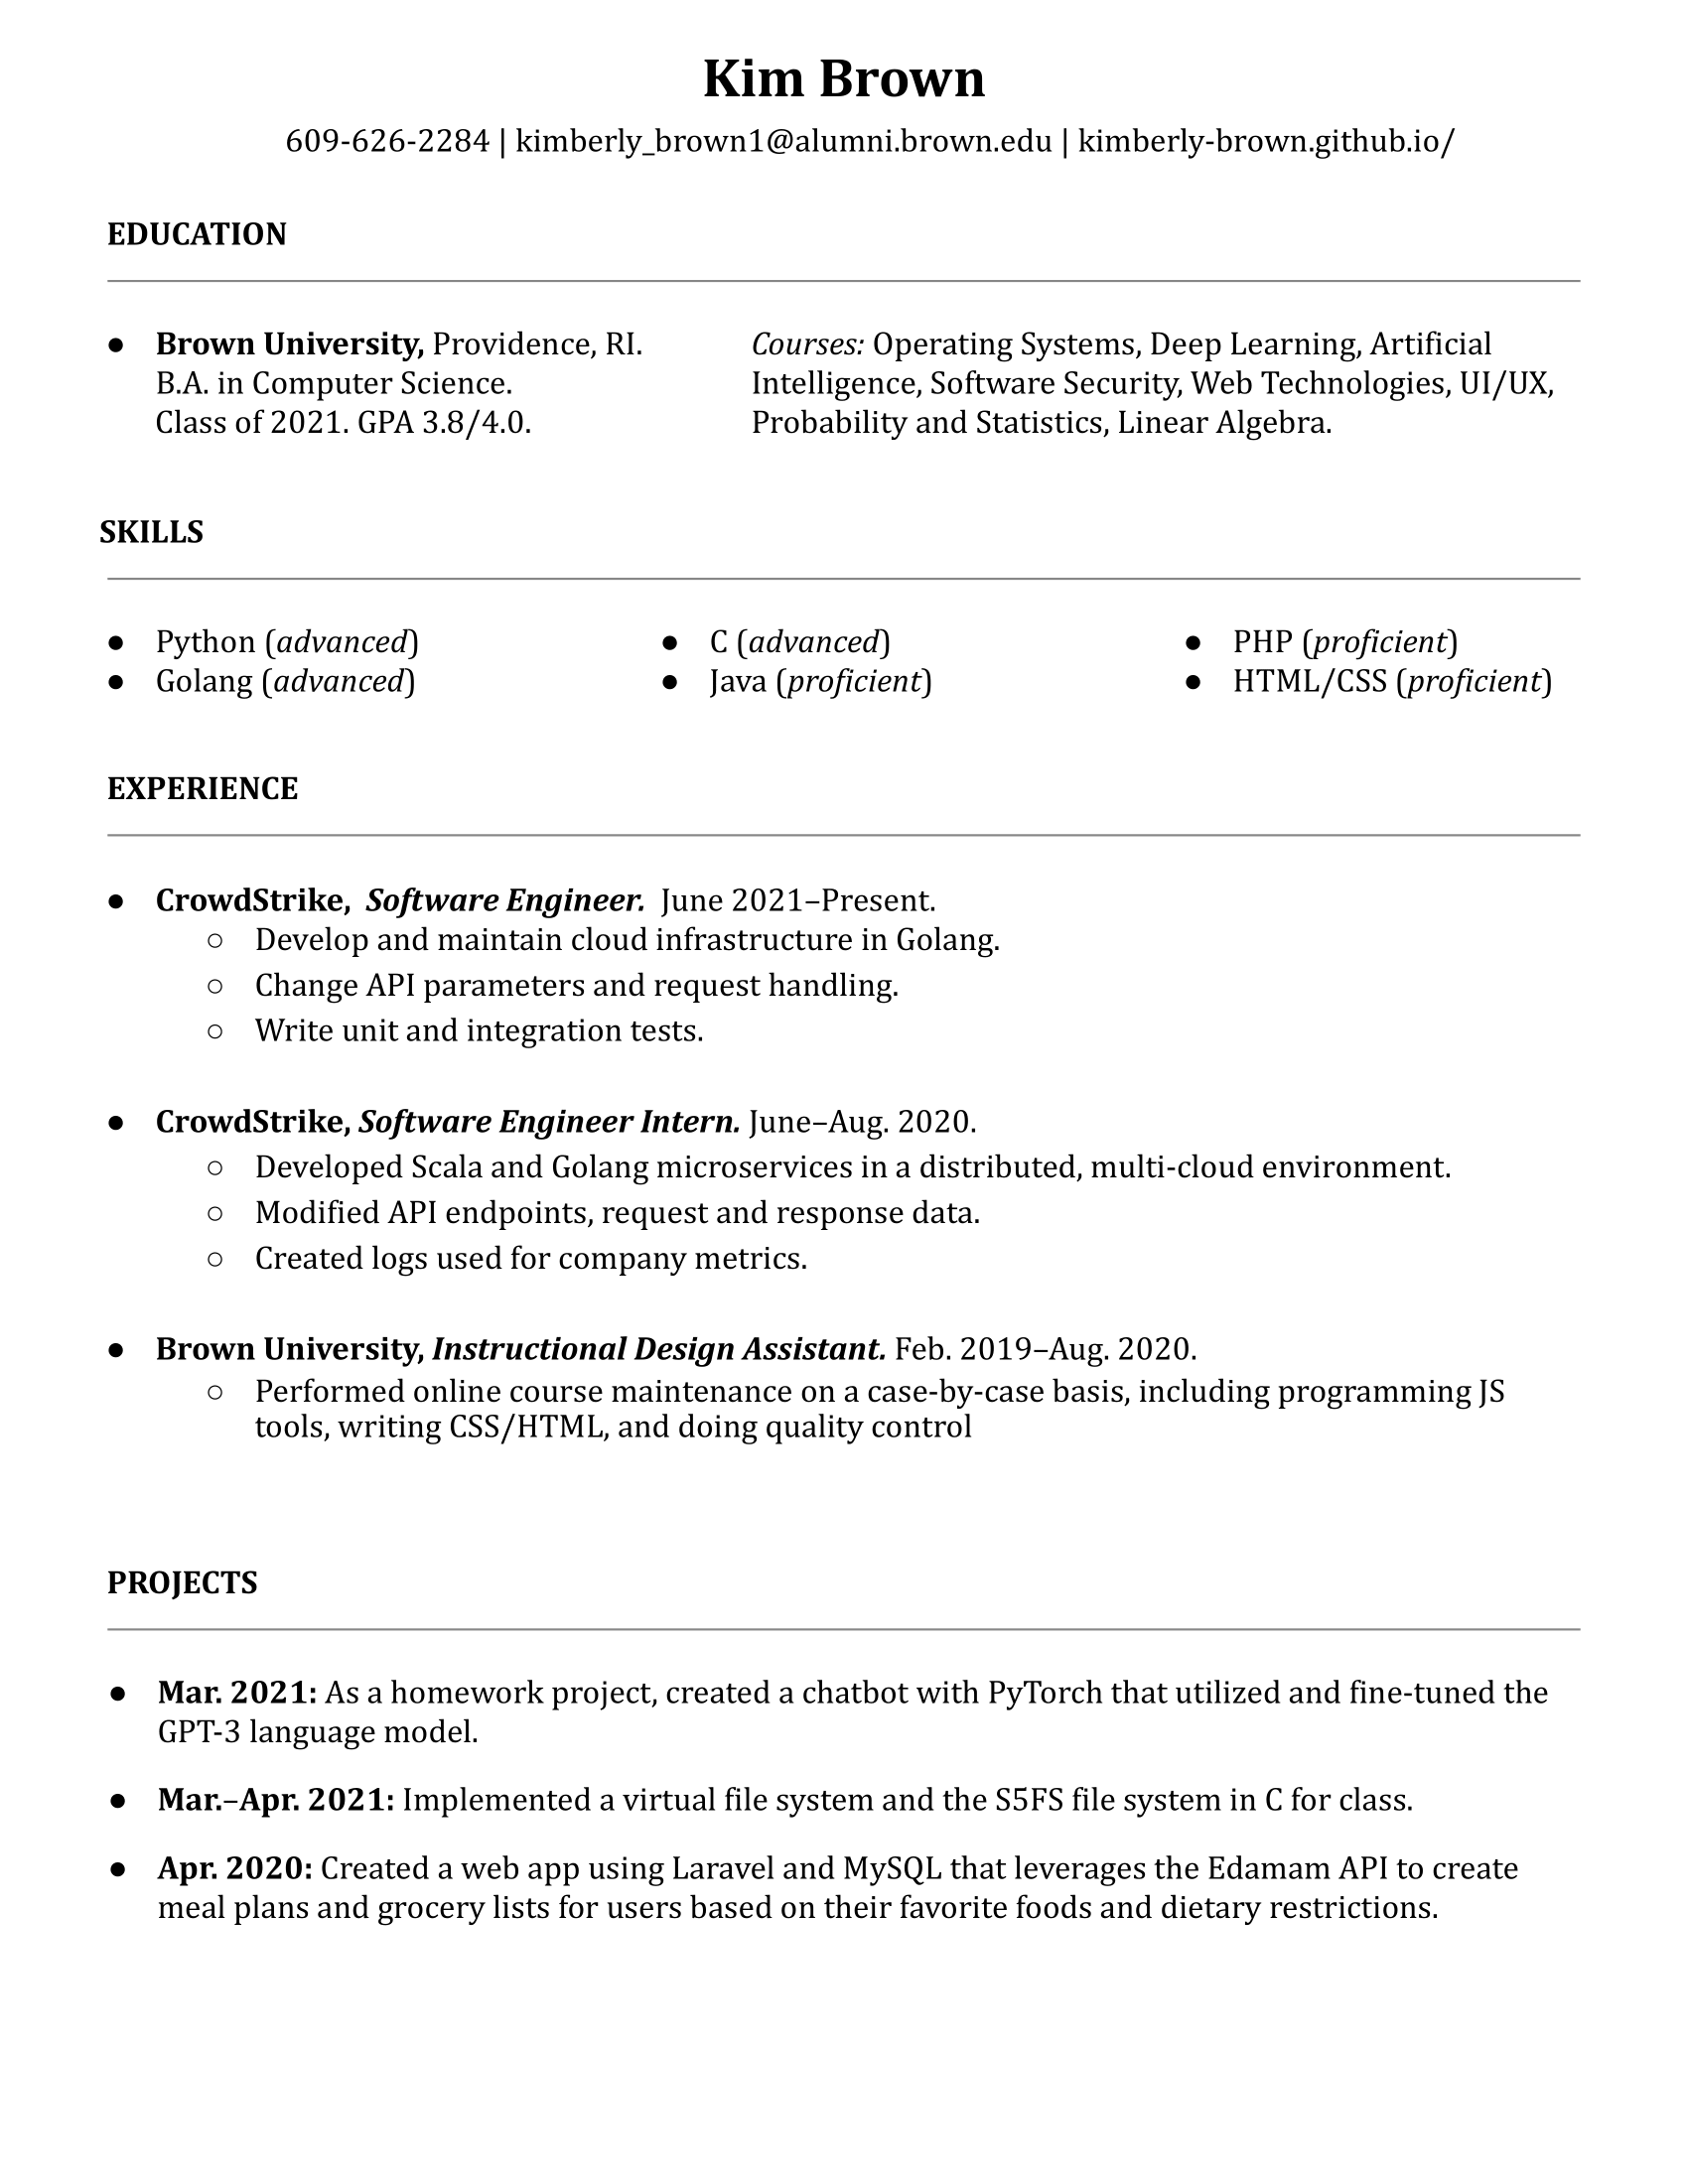 Kim Brown
609-626-2284 | kimberly_brown1@alumni.brown.edu | kimberly-brown.github.io/
EDUCATION
● Brown University, Providence, RI.
B.A. in Computer Science.
Class of 2021. GPA 3.8/4.0.
Courses: Operating Systems, Deep Learning, Artificial
Intelligence, Software Security, Web Technologies, UI/UX,
Probability and Statistics, Linear Algebra.
SKILLS
● Python (advanced)
● Golang (advanced)
● C (advanced)
● Java (proficient)
● PHP (proficient)
● HTML/CSS (proficient)
EXPERIENCE
● CrowdStrike, Software Engineer. June 2021–Present.
○ Develop and maintain cloud infrastructure in Golang.
○ Change API parameters and request handling.
○ Write unit and integration tests.
● CrowdStrike, Software Engineer Intern. June–Aug. 2020.
○ Developed Scala and Golang microservices in a distributed, multi-cloud environment.
○ Modified API endpoints, request and response data.
○ Created logs used for company metrics.
● Brown University, Instructional Design Assistant. Feb. 2019–Aug. 2020.
○ Performed online course maintenance on a case-by-case basis, including programming JS
tools, writing CSS/HTML, and doing quality control
PROJECTS
● Mar. 2021: As a homework project, created a chatbot with PyTorch that utilized and fine-tuned the
GPT-3 language model.
● Mar.–Apr. 2021: Implemented a virtual file system and the S5FS file system in C for class.
● Apr. 2020: Created a web app using Laravel and MySQL that leverages the Edamam API to create
meal plans and grocery lists for users based on their favorite foods and dietary restrictions.